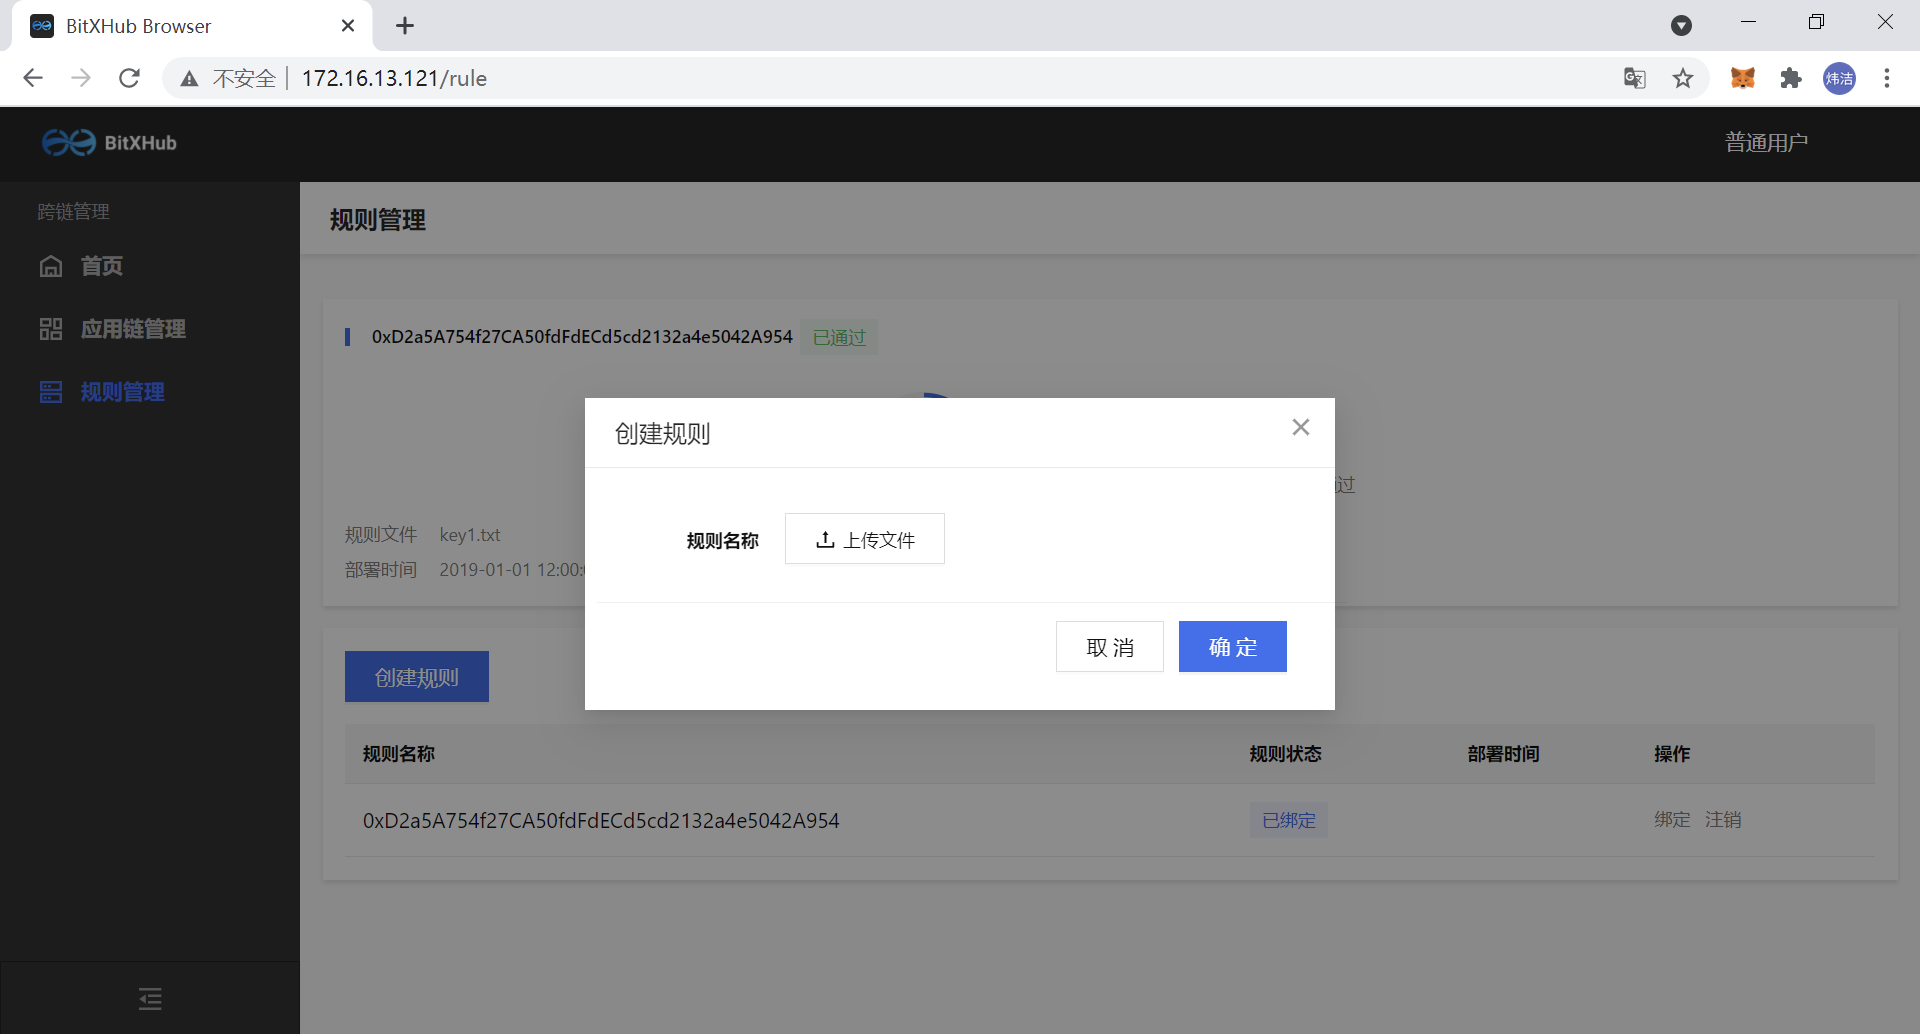 BitXHub Browser
不安全 172.16.13.121/rule
炜洁
BitXHub
普通用户
跨链管理
首页
应用链管理
规则管理
规则管理
0xD2a5A754f27CA50fdFdECd5cd2132a4e5042A954 已通过
创建规则
过
规则名称 上传文件
规则文件 key1.txt
部署时间 2019-01-01 12:00:
取消 确定
创建规则
规则名称 规则状态 部署时间 操作
0xD2a5A754f27CA50fdFdECd5cd2132a4e5042A954 已绑定 绑定 注销